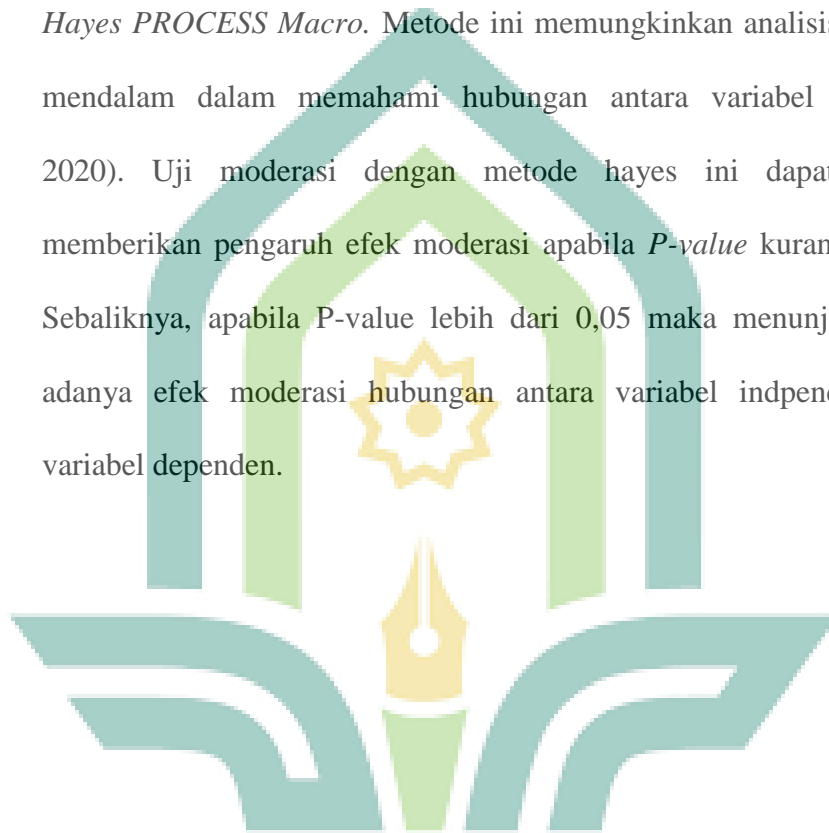 Hayes PROCESS Macro. Metode ini memungkinkan analisis
mendalam dalam memahami hubungan antara variabel
2020). Uji moderasi dengan metode hayes ini dapat
memberikan pengaruh efek moderasi apabila P-value kuran
Sebaliknya, apabila P-value lebih dari 0,05 maka menunj
adanya efek moderasi hubungan antara variabel indpen
variabel dependen.